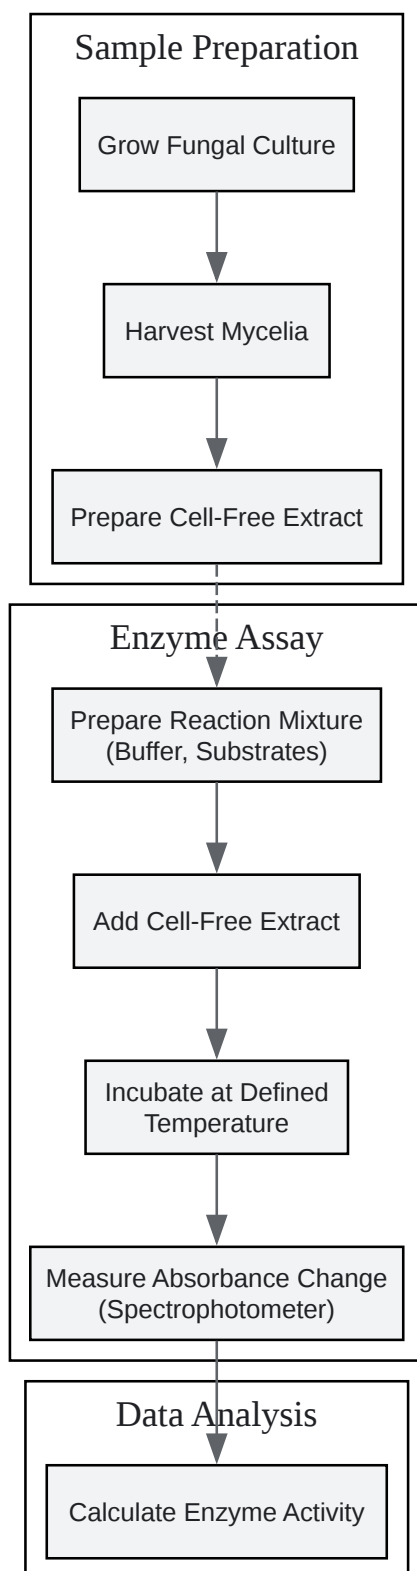 Sample Preparation
Grow Fungal Culture
Harvest Mycelia
Prepare Cell-Free Extract
Enzyme Assay
Prepare Reaction Mixture
(Buffer, Substrates)
Add Cell-Free Extract
Incubate at Defined
Temperature
Measure Absorbance Change
(Spectrophotometer)
Data Analysis
Calculate Enzyme Activity